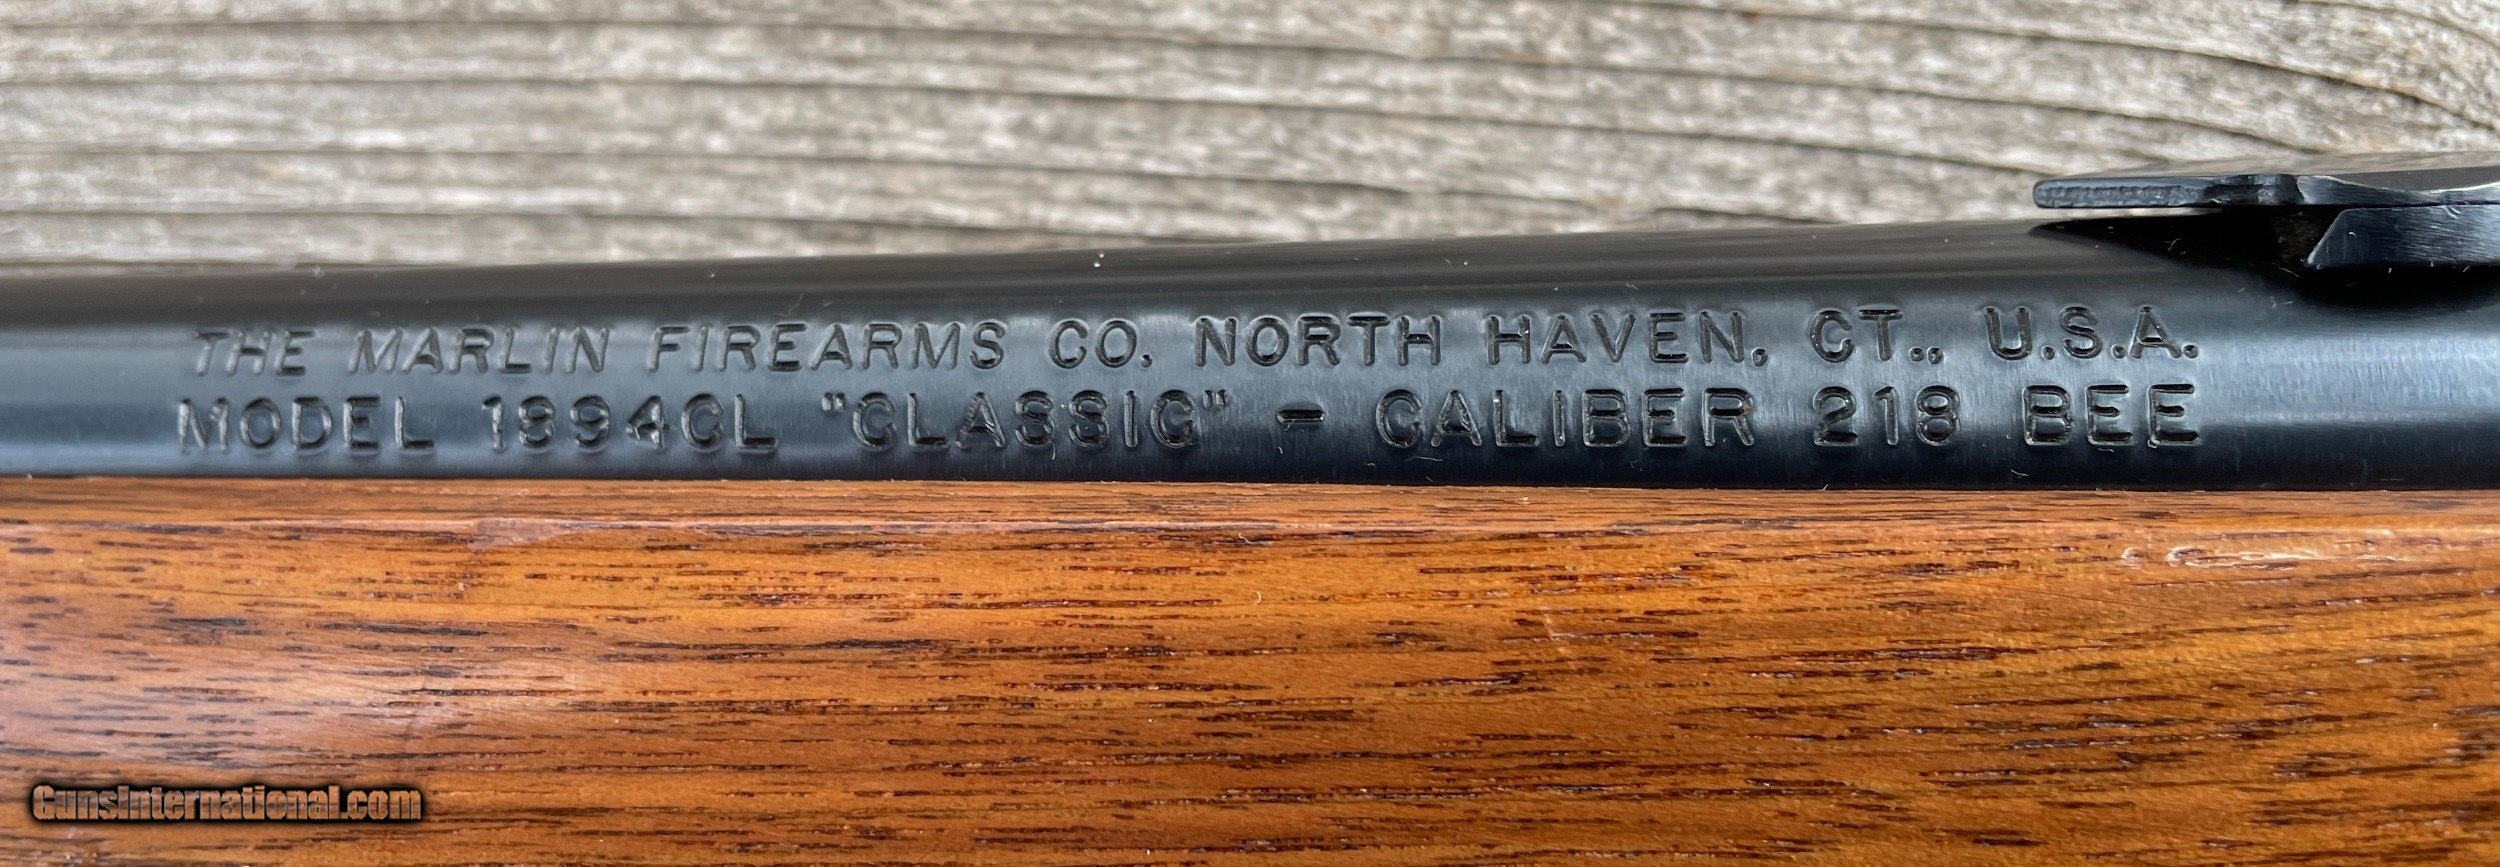 THE MARLIN FIREARMS CO. NORTH HAVEN, CT., U.S.A.
MODEL 1894CL "CLASSIC" - CALIBER 218 BEE
GunsInternational.com